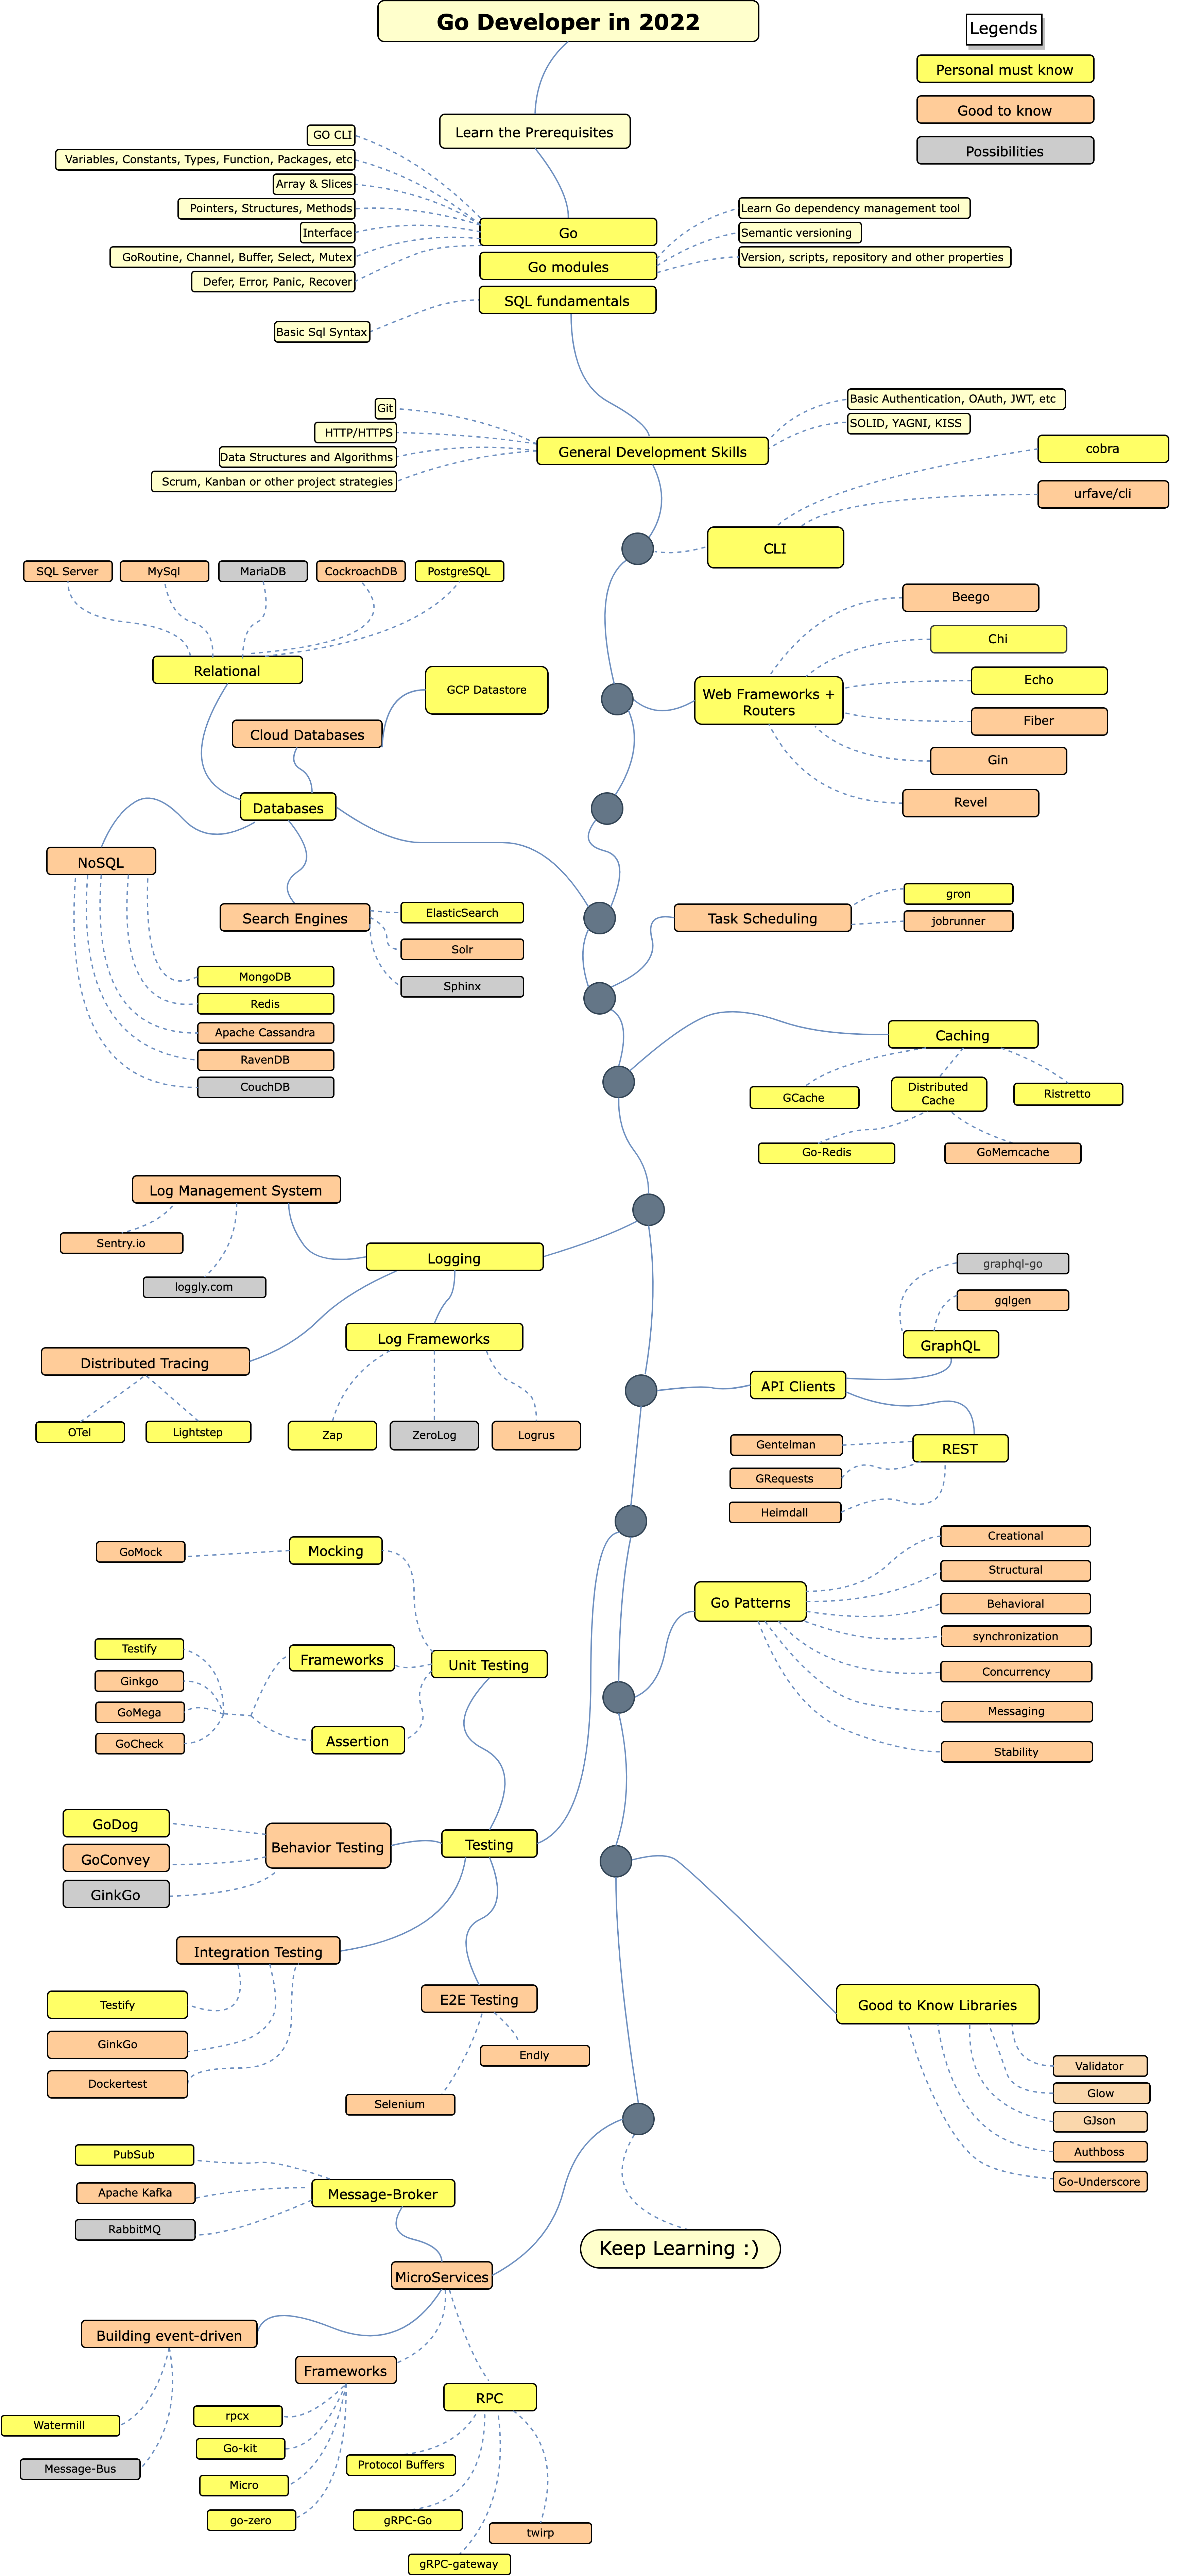 Go Developer in 2022
Legends
Personal must know
Good to know
Possibilities
Learn the Prerequisites
GO CLI
Variables, Constants, Types, Function, Packages, etc
Array & Slices
Pointers, Structures, Methods
Interface
GoRoutine, Channel, Buffer, Select, Mutex
Defer, Error, Panic, Recover
Go
Go modules
SQL fundamentals
Learn Go dependency management tool
Semantic versioning
Version, scripts, repository and other properties
Basic Sql Syntax
Git
HTTP/HTTPS
Data Structures and Algorithms
Scrum, Kanban or other project strategies
General Development Skills
Basic Authentication, OAuth, JWT, etc
SOLID, YAGNI, KISS
cobra
urfave/cli
CLI
SQL Server
MySql
MariaDB
CockroachDB
PostgreSQL
Relational
GCP Datastore
Cloud Databases
Databases
Beego
Chi
Echo
Web Frameworks +
Routers
Fiber
Gin
Revel
NoSQL
Search Engines
ElasticSearch
Solr
Sphinx
MongoDB
Redis
Apache Cassandra
RavenDB
CouchDB
Task Scheduling
gron
jobrunner
Caching
GCache
Distributed
Cache
Ristretto
Go-Redis
GoMemcache
Log Management System
Sentry.io
loggly.com
Logging
Log Frameworks
Distributed Tracing
OTel
Lightstep
Zap
ZeroLog
Logrus
graphql-go
gqlgen
GraphQL
API Clients
REST
Gentelman
GRequests
Heimdall
GoMock
Mocking
Testify
Ginkgo
GoMega
GoCheck
Frameworks
Assertion
Unit Testing
Go Patterns
Creational
Structural
Behavioral
synchronization
Concurrency
Messaging
Stability
GoDog
GoConvey
GinkGo
Behavior Testing
Testing
Integration Testing
Testify
GinkGo
Dockertest
E2E Testing
Endly
Selenium
Good to Know Libraries
Validator
Glow
GJson
Authboss
Go-Underscore
PubSub
Apache Kafka
RabbitMQ
Message-Broker
Keep Learning :)
MicroServices
Building event-driven
Watermill
Message-Bus
Frameworks
rpcx
Go-kit
Micro
go-zero
RPC
Protocol Buffers
gRPC-Go
twirp
gRPC-gateway